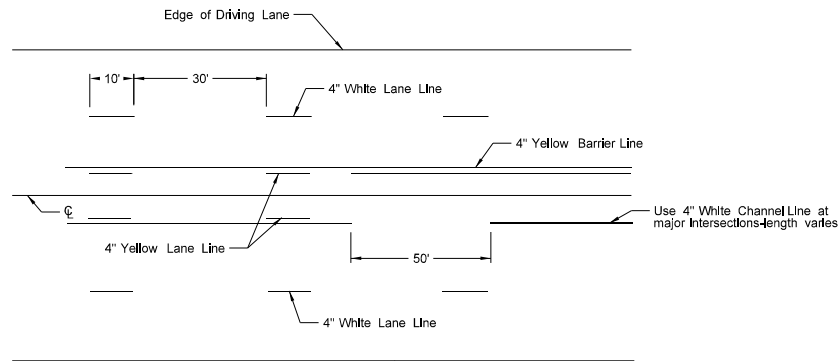 Edge of Driving Lane
10'
30'
4" White Lane Line
4" Yellow Barrier Line
℄
Use 4" White Channel Line at
major intersections-length varies
4" Yellow Lane Line
50'
4" White Lane Line